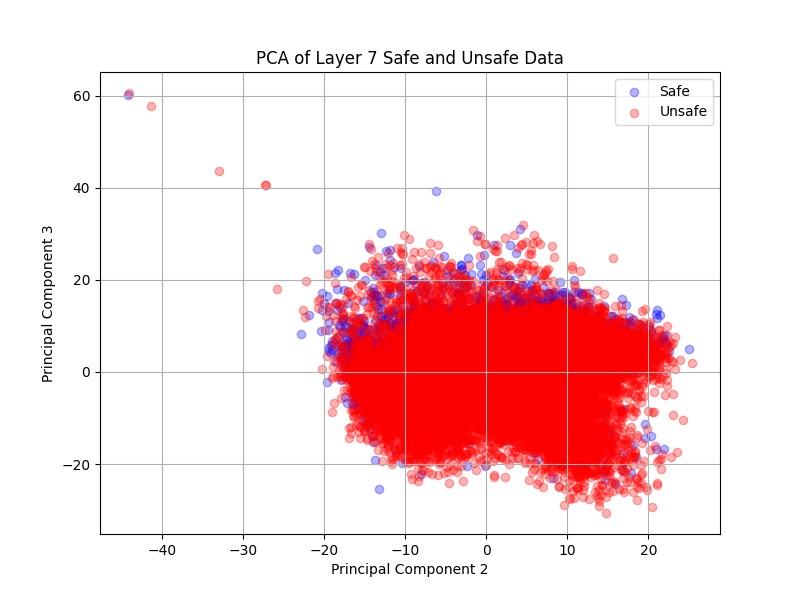 PCA of Layer 7 Safe and Unsafe Data
Safe
Unsafe
60
40
20
0
−20
Principal Component 3
−40
−30
−20
−10
0
10
20
Principal Component 2